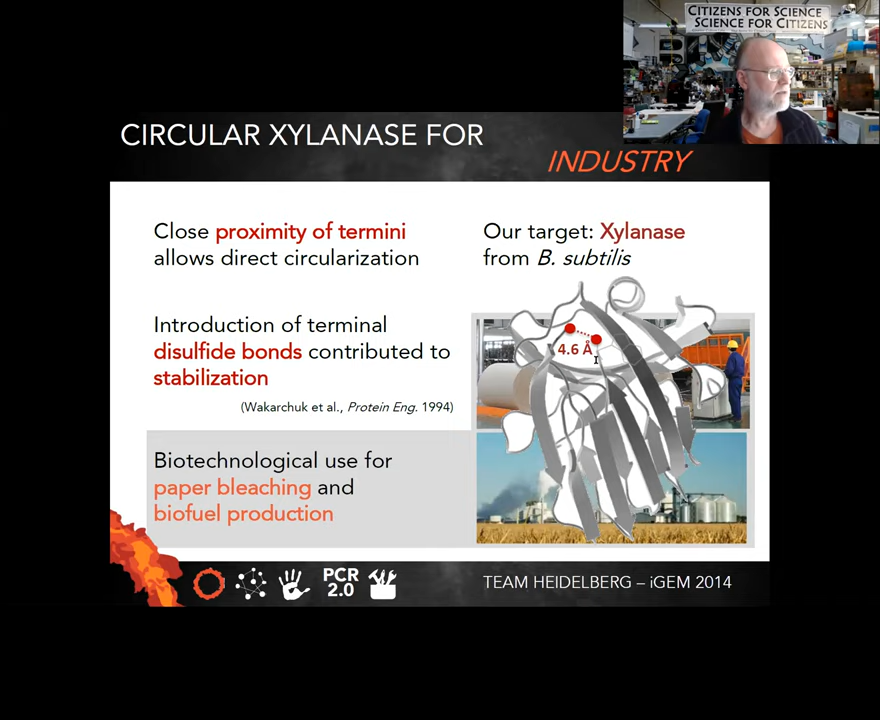 CITIZENS FOR SCIENCE
SCIENCE FOR CITIZENS
CIRCULAR XYLANASE FOR
INDUSTRY
Close proximity of termini
allows direct circularization
Introduction of terminal
disulfide bonds contributed to
stabilization
(Wakarchuk et al., Protein Eng. 1994)
Biotechnological use for
paper bleaching and
biofuel production
Our target: Xylanase
from B. subtilis
4.6 Å
PCR
2.0
TEAM HEIDELBERG – iGEM 2014